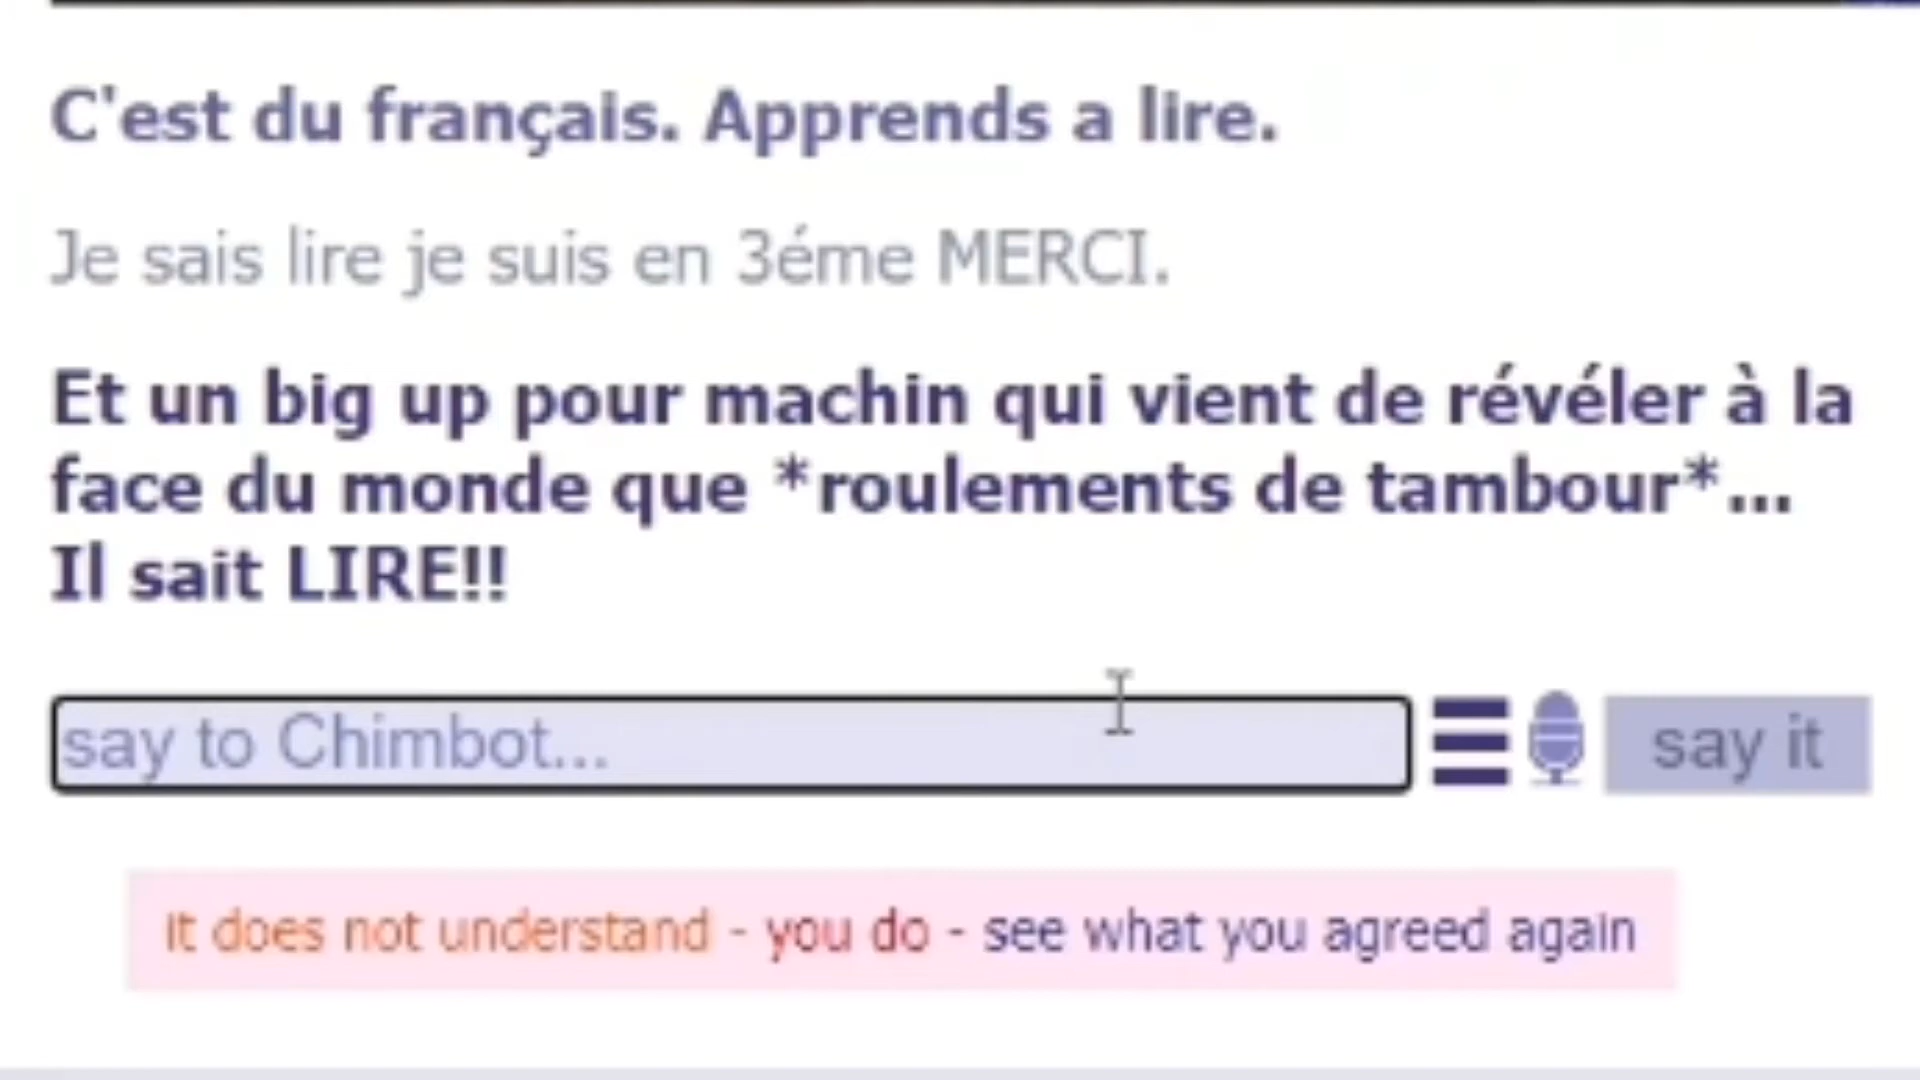 C'est du français. Apprends a lire.
Je sais lire je suis en 3éme MERCI.
Et un big up pour machin qui vient de révéler à la
face du monde que *roulements de tambour*...
Il sait LIRE!!
say to Chimbot...
say it
it does not understand - you do - see what you agreed again